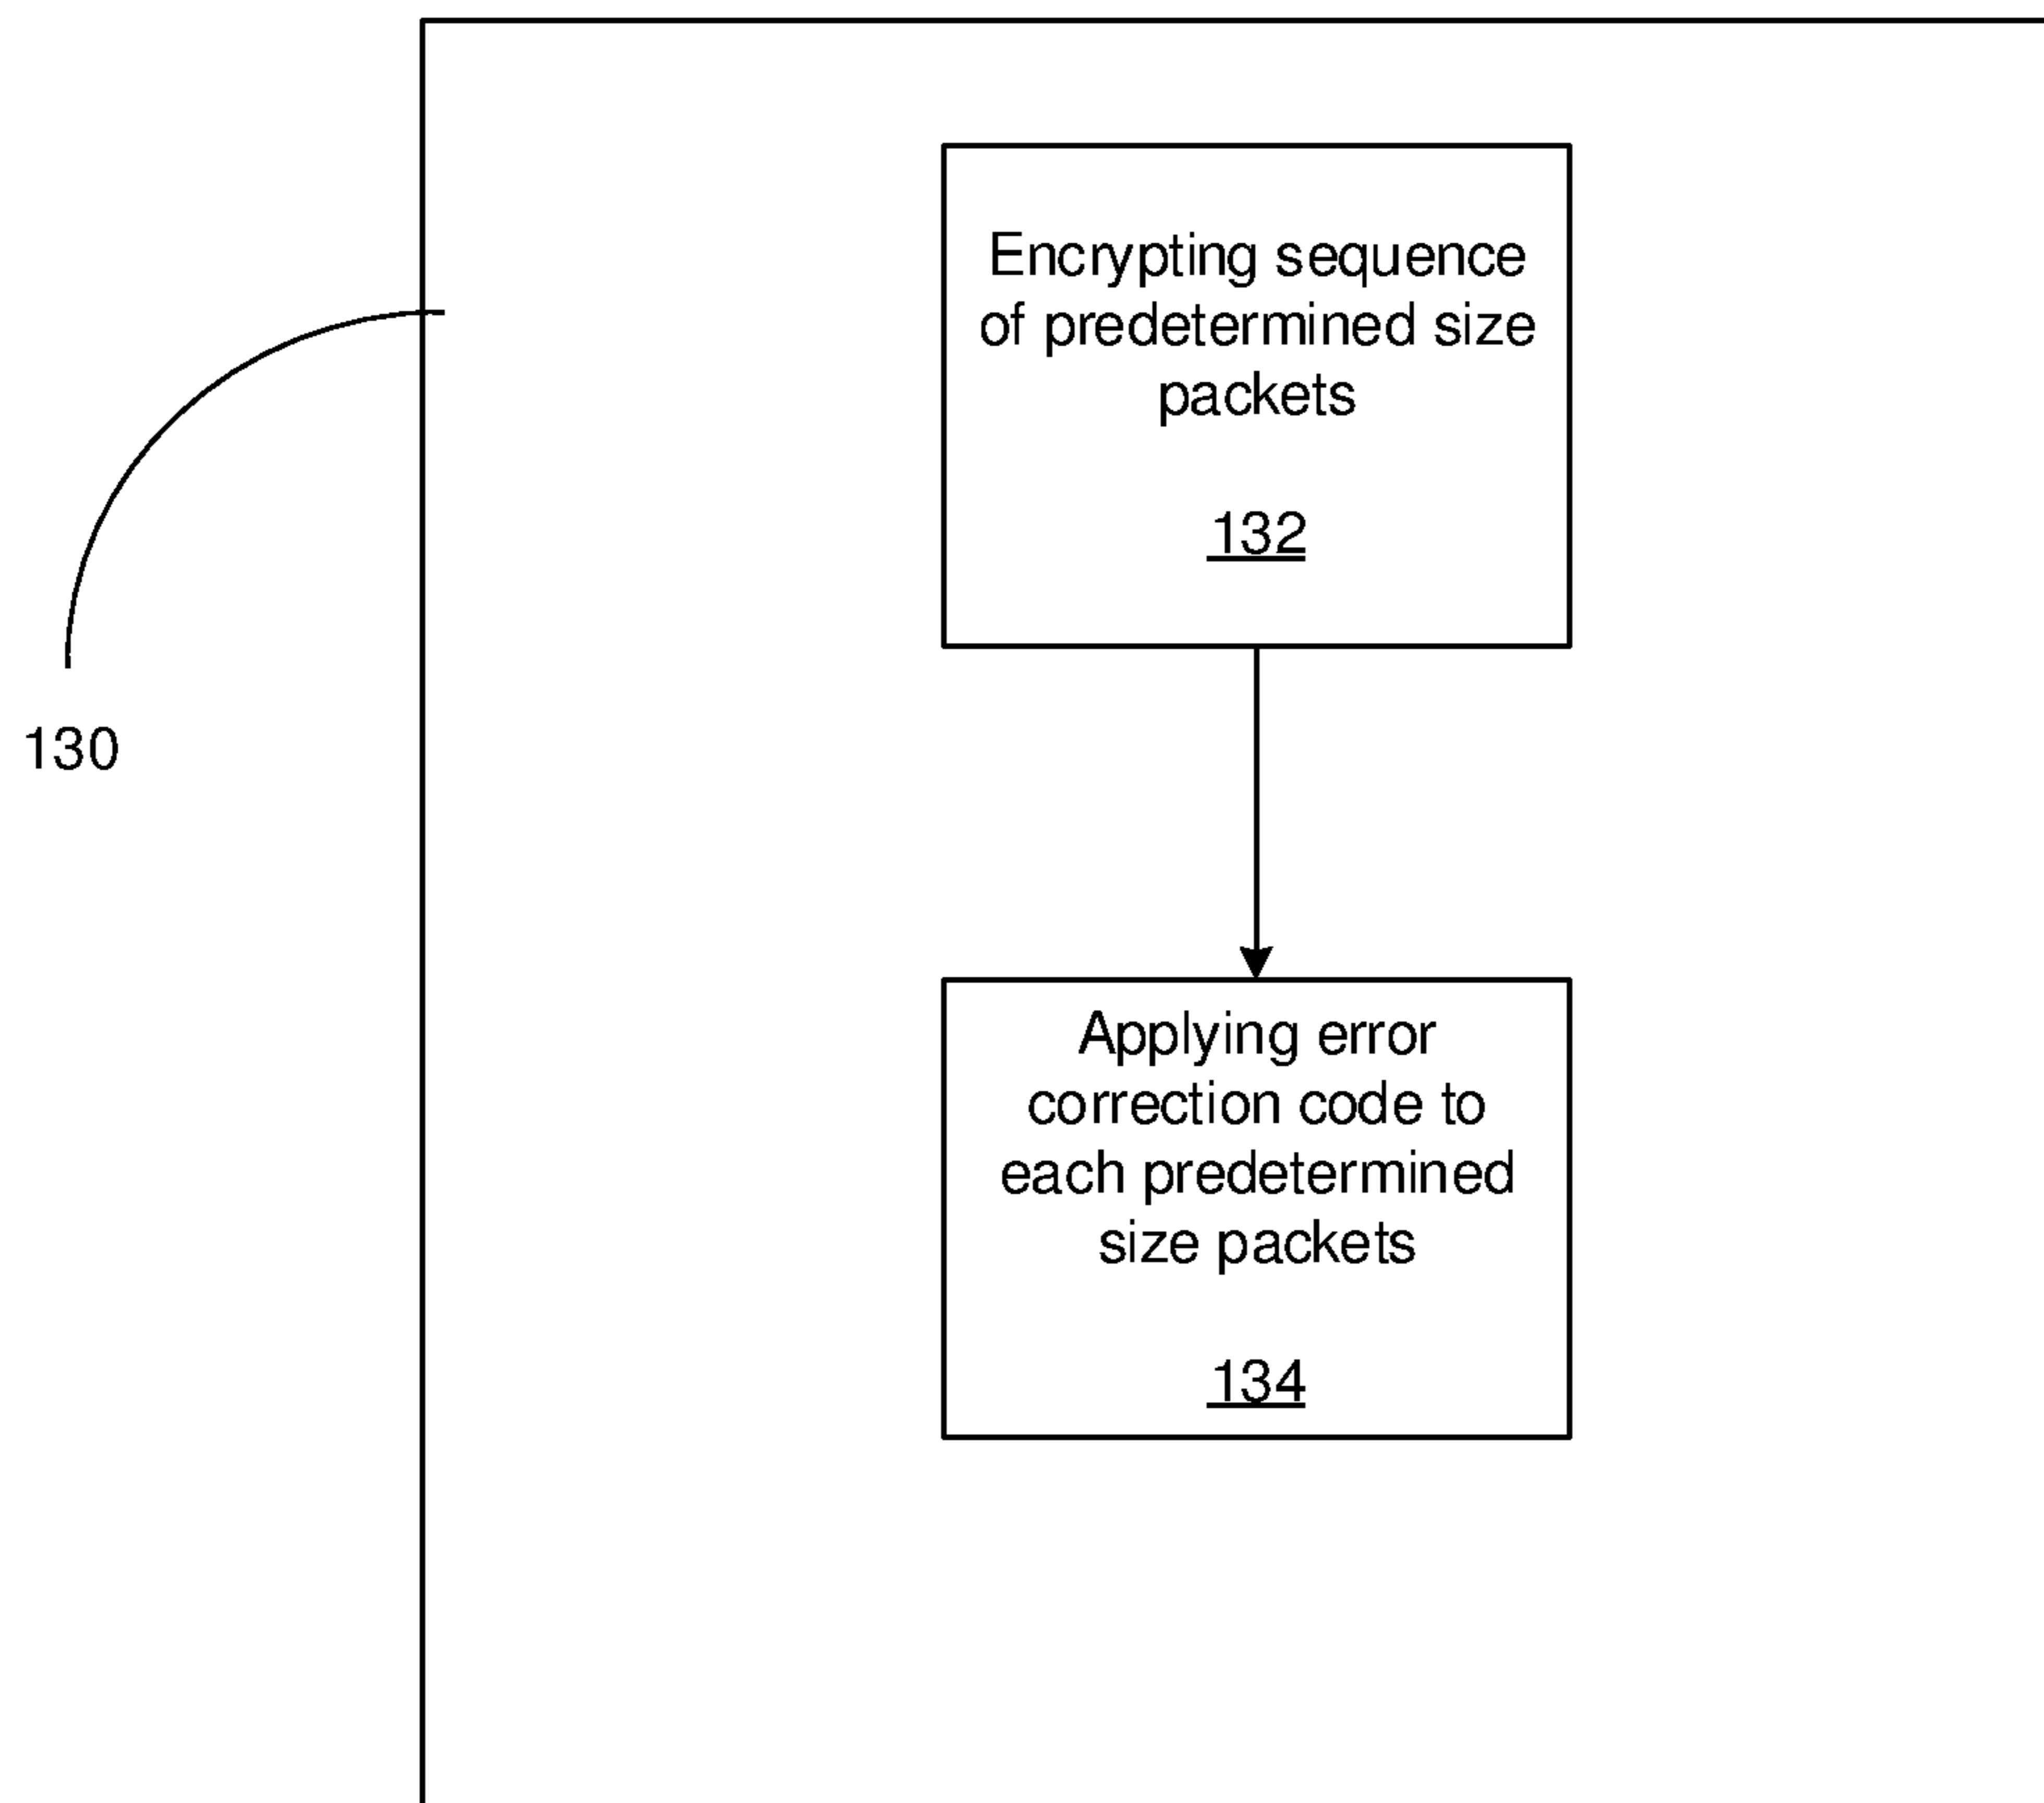 Encrypting sequence
of predetermined size
packets
132
130
Applying error
correction code to
each predetermined
size packets
134